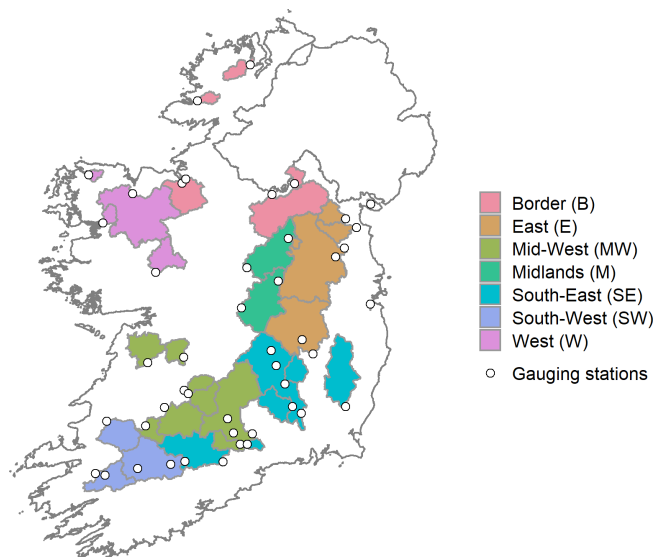 Border (B)
East (E)
Mid-West (MW)
Midlands (M)
South-East (SE)
South-West (SW)
West (W)
Gauging stations